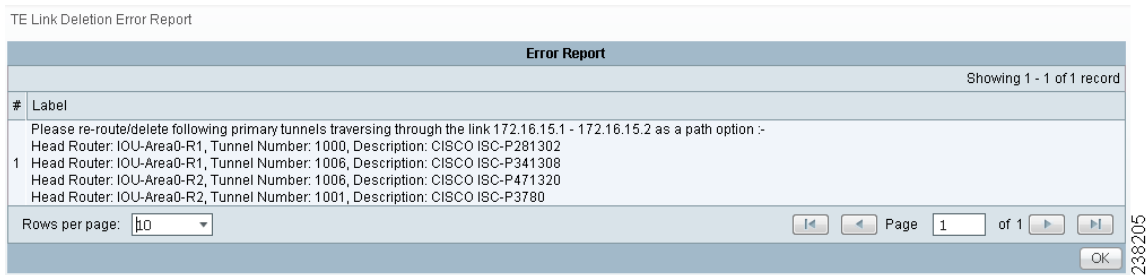 TE Link Deletion Error Report
Error Report
Showing 1 - 1 of 1 record
# Label
Please re-route/delete following primary tunnels traversing through the link 172.16.15.1 - 172.16.15.2 as a path option :-
Head Router: IOU-Area0-R1, Tunnel Number: 1000, Description: CISCO ISC-P281302
1 Head Router: IOU-Area0-R1, Tunnel Number: 1006, Description: CISCO ISC-P341308
Head Router: IOU-Area0-R2, Tunnel Number: 1006, Description: CISCO ISC-P471320
Head Router: IOU-Area0-R2, Tunnel Number: 1001, Description: CISCO ISC-P3780
Rows per page: 10 Page 1 of 1
OK
238205